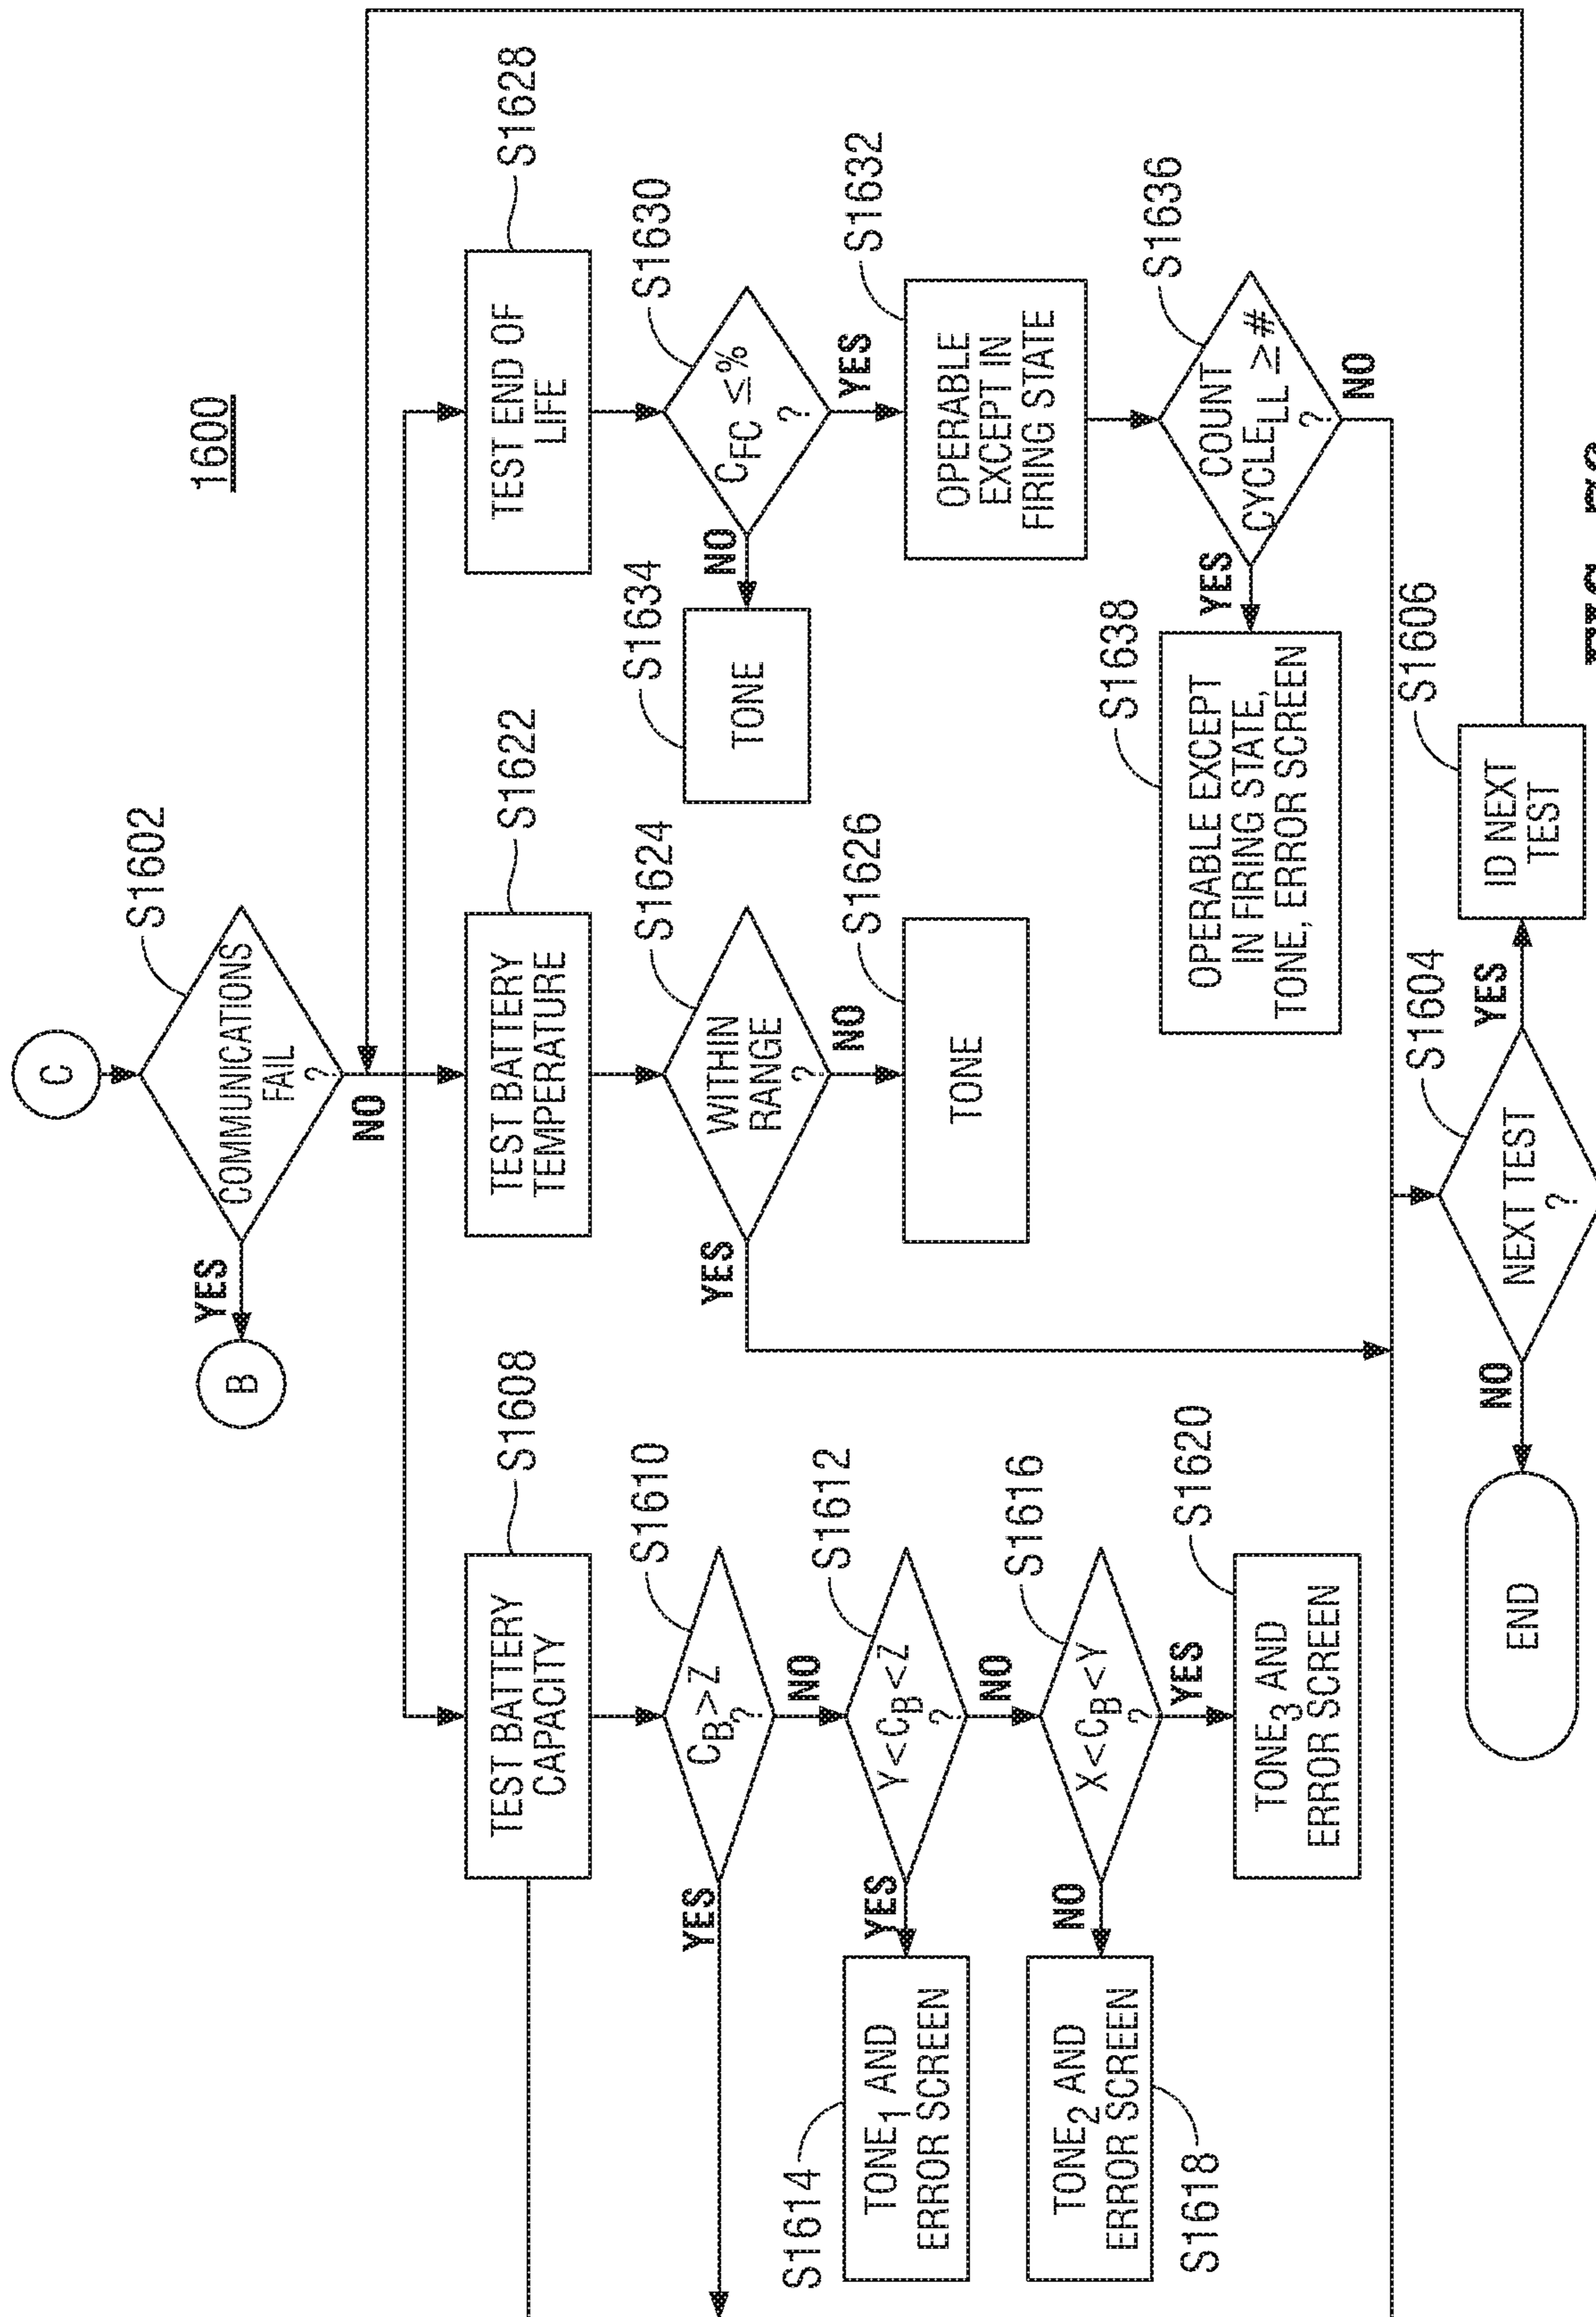 1600
C
COMMUNICATIONS
FAIL
?
S1602
YES
B
NO
TEST BATTERY
CAPACITY
S1608
C_B>Z
?
S1610
YES
NO
Y<C_B<Z
?
S1612
YES
NO
TONE₁ AND
ERROR SCREEN
S1614
X<C_B<Y
?
S1616
NO
YES
TONE₂ AND
ERROR SCREEN
S1618
TONE₃ AND
ERROR SCREEN
S1620
TEST BATTERY
TEMPERATURE
S1622
WITHIN
RANGE
?
S1624
YES
NO
TONE
S1626
TEST END OF
LIFE
S1628
C_FC ≤%
?
S1630
NO
YES
TONE
S1634
OPERABLE
EXCEPT IN
FIRING STATE
S1632
COUNT
CYCLE_LL ≥#
?
S1636
YES
NO
OPERABLE EXCEPT
IN FIRING STATE,
TONE, ERROR SCREEN
S1638
NEXT TEST
?
S1604
NO
YES
END
ID NEXT
TEST
S1606